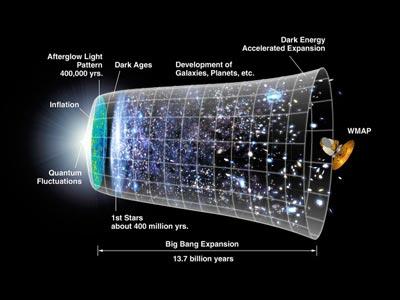 Dark Energy
Accelerated Expansion
Afterglow Light
Pattern
400,000 yrs.
Dark Ages
Development of
Galaxies, Planets, etc.
Inflation
WMAP
Quantum
Fluctuations
1st Stars
about 400 million yrs.
Big Bang Expansion
13.7 billion years